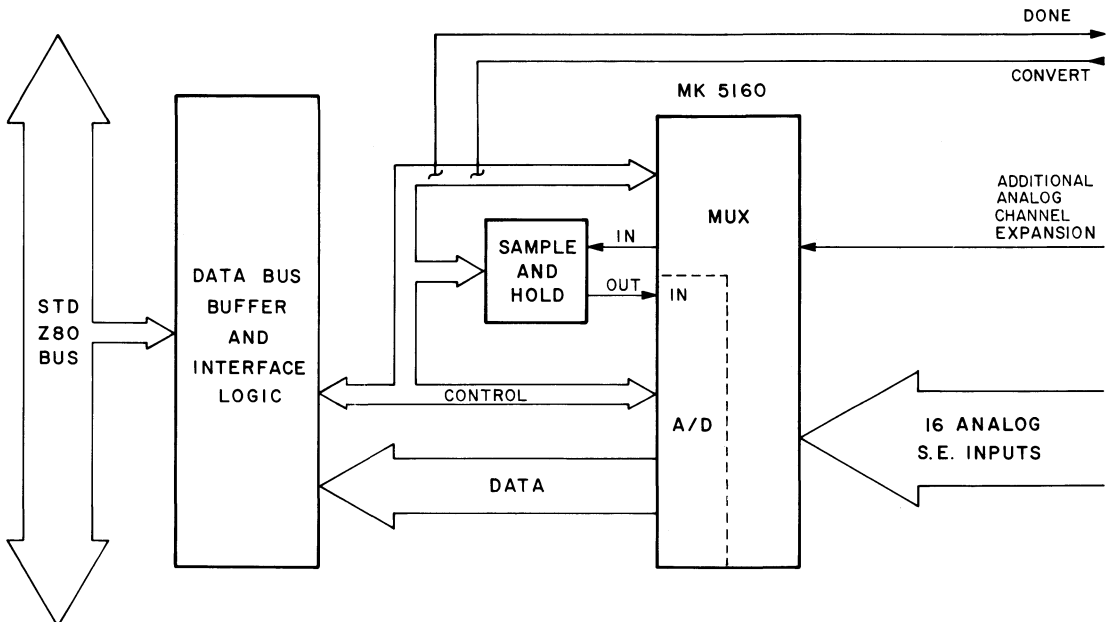 DONE
CONVERT
MK 5160
ADDITIONAL
ANALOG
CHANNEL
EXPANSION
MUX
IN
SAMPLE
AND
HOLD
OUT
IN
DATA BUS
BUFFER
AND
INTERFACE
LOGIC
STD
Z80
BUS
CONTROL
A/D
16 ANALOG
S.E. INPUTS
DATA